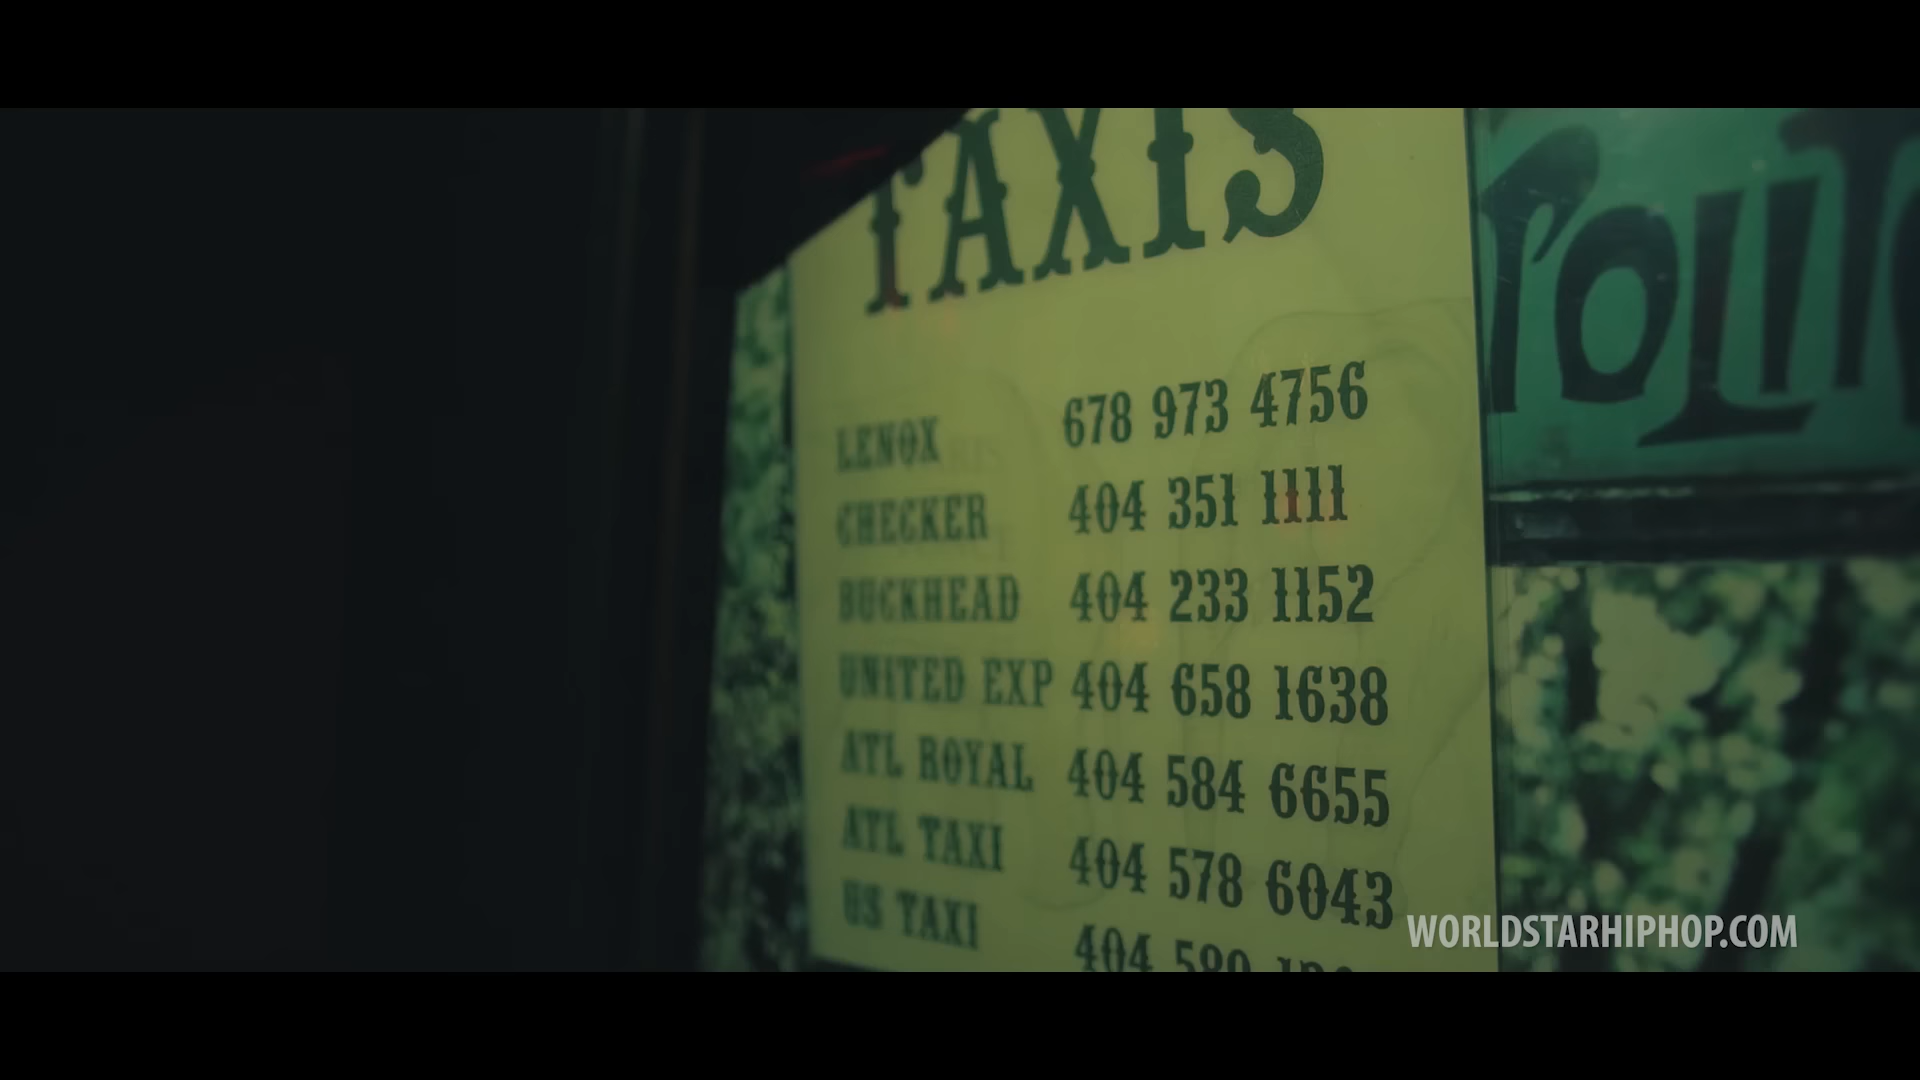 TAXIS
LENOX 678 973 4756
CHECKER 404 351 1111
BUCKHEAD 404 233 1152
UNITED EXP 404 658 1638
ATL ROYAL 404 584 6655
ATL TAXI 404 578 6043
US TAXI 404
WORLDSTARHIPHOP.COM